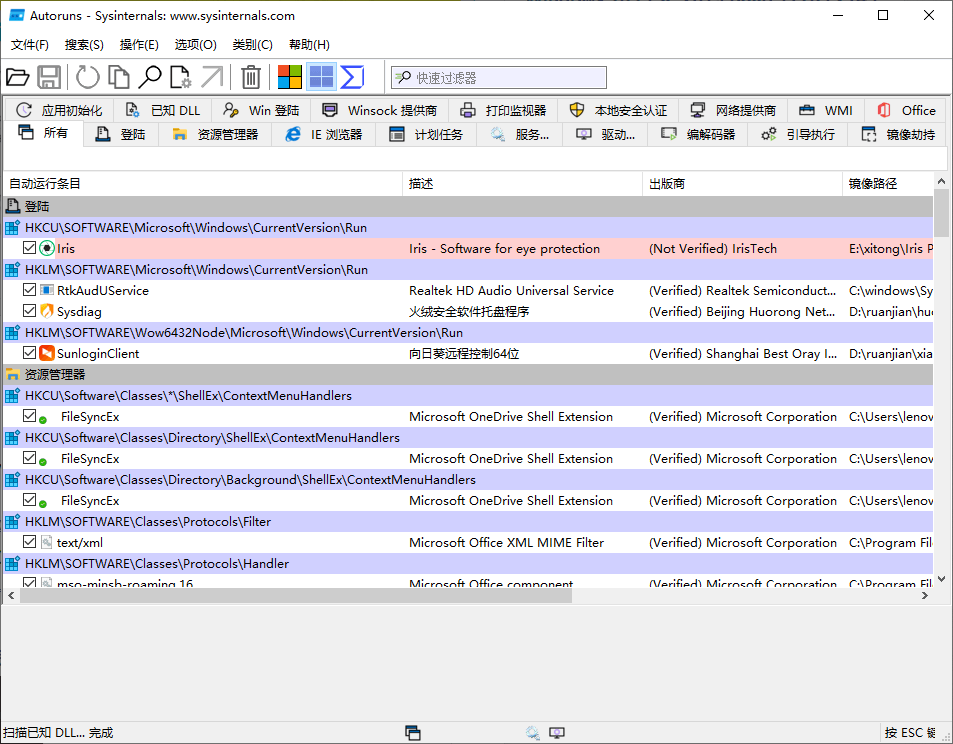 Autoruns - Sysinternals: www.sysinternals.com
文件(F) 搜索(S) 操作(E) 选项(O) 类别(C) 帮助(H)
快速过滤器
应用初始化 已知 DLL Win 登陆 Winsock 提供商 打印监视器 本地安全认证 网络提供商 WMI Office
所有 登陆 资源管理器 IE 浏览器 计划任务 服务... 驱动... 编解码器 引导执行 镜像劫持
自动运行条目 描述 出版商 镜像路径
登陆
HKCU\SOFTWARE\Microsoft\Windows\CurrentVersion\Run
Iris Iris - Software for eye protection (Not Verified) IrisTech E:\xitong\Iris P
HKLM\SOFTWARE\Microsoft\Windows\CurrentVersion\Run
RtkAudUService Realtek HD Audio Universal Service (Verified) Realtek Semiconduct... C:\windows\Sy
Sysdiag 火绒安全软件托盘程序 (Verified) Beijing Huorong Net... D:\ruanjian\huo
HKLM\SOFTWARE\Wow6432Node\Microsoft\Windows\CurrentVersion\Run
SunloginClient 向日葵远程控制64位 (Verified) Shanghai Best Oray I... D:\ruanjian\xia
资源管理器
HKCU\Software\Classes\*\ShellEx\ContextMenuHandlers
FileSyncEx Microsoft OneDrive Shell Extension (Verified) Microsoft Corporation C:\Users\lenov
HKCU\Software\Classes\Directory\ShellEx\ContextMenuHandlers
FileSyncEx Microsoft OneDrive Shell Extension (Verified) Microsoft Corporation C:\Users\lenov
HKCU\Software\Classes\Directory\Background\ShellEx\ContextMenuHandlers
FileSyncEx Microsoft OneDrive Shell Extension (Verified) Microsoft Corporation C:\Users\lenov
HKLM\SOFTWARE\Classes\Protocols\Filter
text/xml Microsoft Office XML MIME Filter (Verified) Microsoft Corporation C:\Program Fil
HKLM\SOFTWARE\Classes\Protocols\Handler
mso-minsb-roaming.16 Microsoft Office component (Verified) Microsoft Corporation C:\Program Fil
扫描已知 DLL... 完成 按 ESC 键